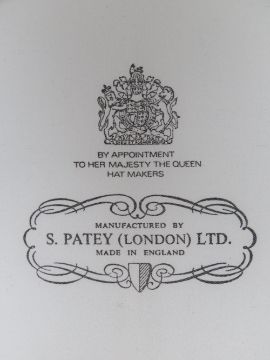 BY APPOINTMENT
TO HER MAJESTY THE QUEEN
HAT MAKERS
MANUFACTURED BY
S. PATEY (LONDON) LTD.
MADE IN ENGLAND